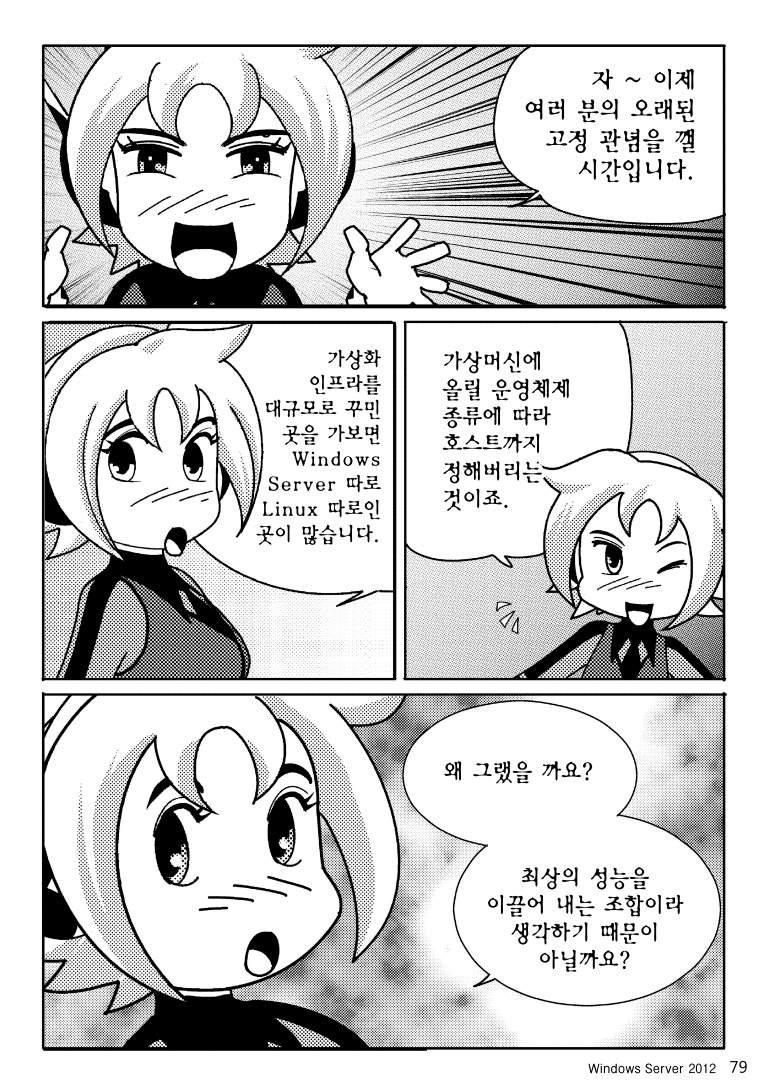 자 ~ 이제
여러 분의 오래된
고정 관념을 깰
시간입니다.
가상화
인프라를
대규모로 꾸민
곳을 가보면
Windows
Server 따로
Linux 따로인
곳이 많습니다.
가상머신에
올릴 운영체제
종류에 따라
호스트까지
정해버리는
것이죠.
왜 그랬을 까요?
최상의 성능을
이끌어 내는 조합이라
생각하기 때문이
아닐까요?
Windows Server 2012 79